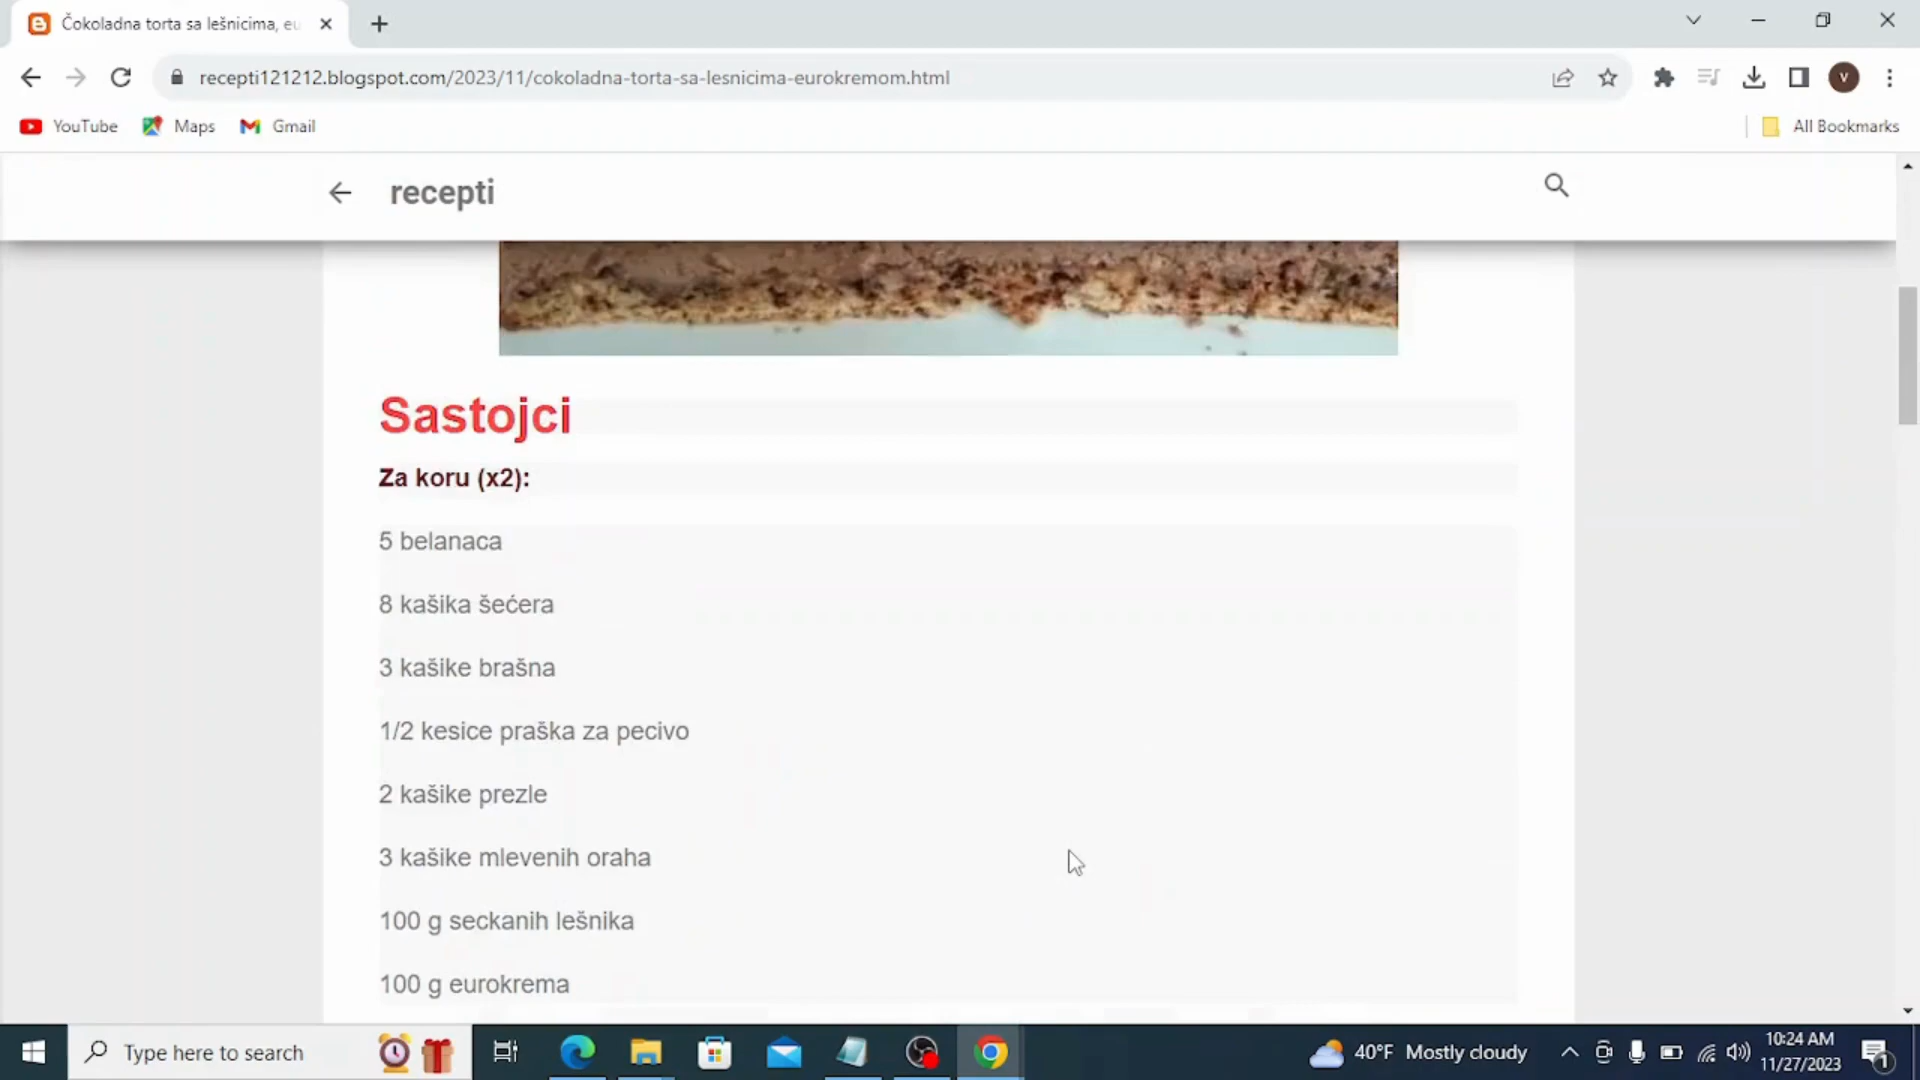 Čokoladna torta sa lešnicima, eu
recepti121212.blogspot.com/2023/11/cokoladna-torta-sa-lesnicima-eurokremom.html
V
YouTube
Maps
Gmail
All Bookmarks
recepti
Sastojci
Za koru (x2):
5 belanaca
8 kašika šećera
3 kašike brašna
1/2 kesice praška za pecivo
2 kašike prezle
3 kašike mlevenih oraha
100 g seckanih lešnika
100 g eurokrema
Type here to search
40°F Mostly cloudy
10:24 AM
11/27/2023
1